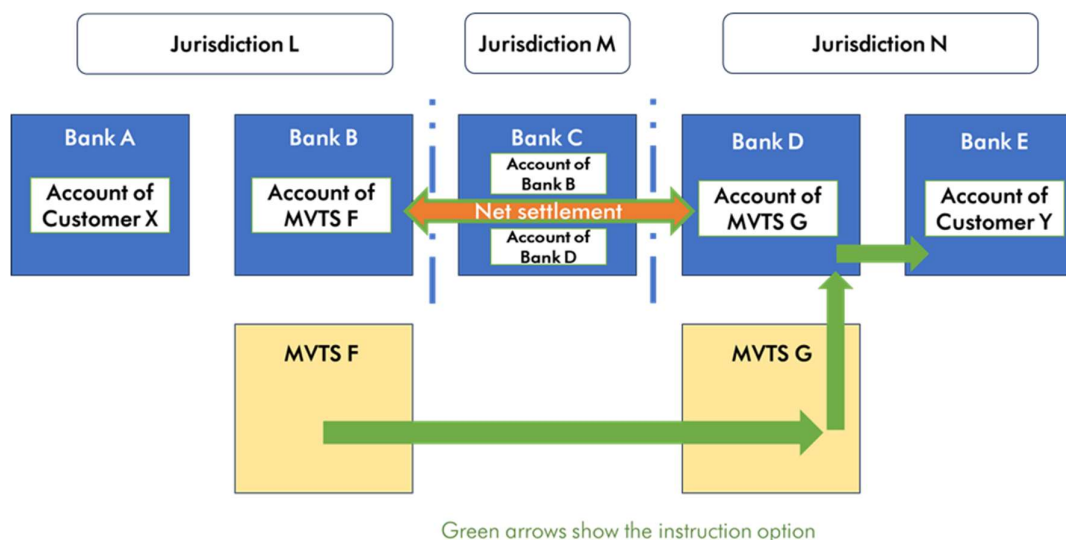 Jurisdiction L
Jurisdiction M
Jurisdiction N
Bank A
Account of
Customer X
Bank B
Account of
MVTS F
Bank C
Account of
Bank B
Net settlement
Account of
Bank D
Bank D
Account of
MVTS G
Bank E
Account of
Customer Y
MVTS F
MVTS G
Green arrows show the instruction option